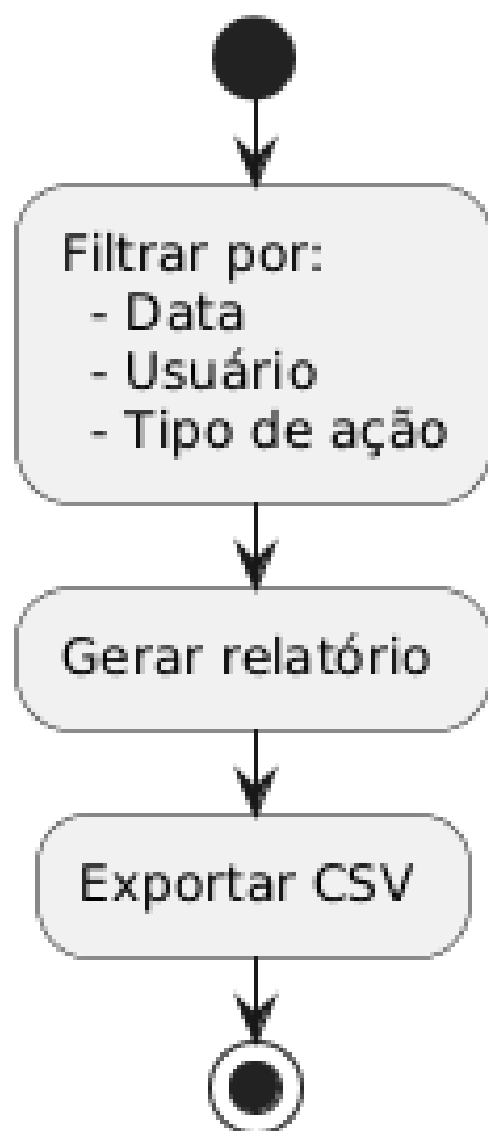 Filtrar por:
- Data
- Usuário
- Tipo de ação
Gerar relatório
Exportar CSV